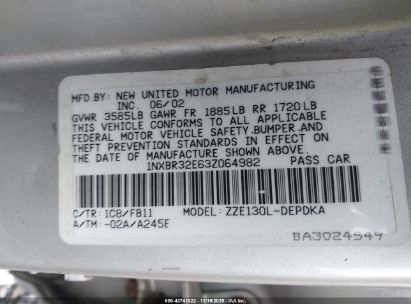 MFD.BY: NEW UNITED MOTOR MANUFACTURING
INC. 06/02
GVWR 3585LB GAWR FR 1885LB RR 1720LB
THIS VEHICLE CONFORMS TO ALL APPLICABLE
FEDERAL MOTOR VEHICLE SAFETY,BUMPER,AND
THEFT PREVENTION STANDARDS IN EFFECT ON
THE DATE OF MANUFACTURE SHOWN ABOVE.
1NXBR32E63Z064982 PASS CAR
C/TR:1C8/FB11 MODEL: ZZE130L-DEPDKA
A/TM:-02A/A245E
BA3024549